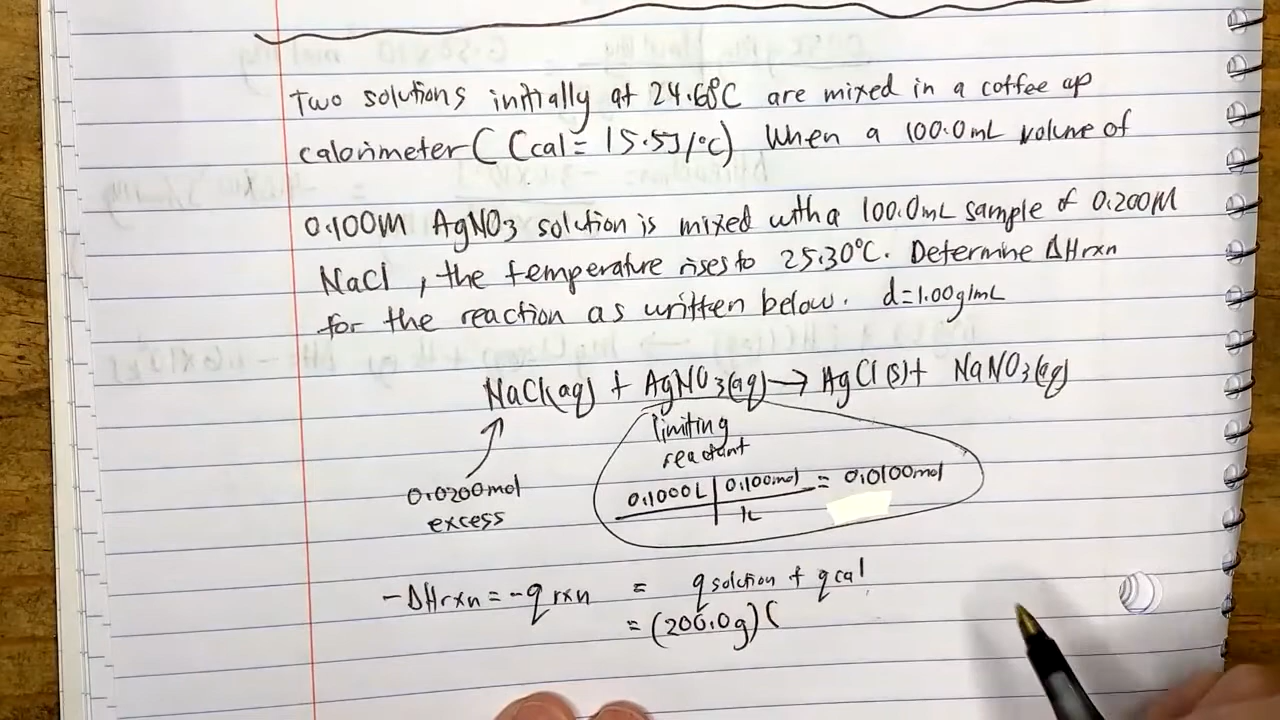 Two solutions initially at 24.68°C are mixed in a coffee cup
calorimeter (Ccal = 15.5J/°C) When a 100.0mL volume of
0.100M AgNO3 solution is mixed with a 100.0mL sample of 0.200M
NaCl, the temperature rises to 25.30°C. Determine ΔHrxn
for the reaction as written below. d=1.00g/mL
NaCl(aq) + AgNO3(aq) → AgCl(s) + NaNO3(aq)
limiting
reactant
0.1000L | 0.100mol = 0.0100mol
1L
0.0200mol
excess
-ΔHrxn = -qrxn = qsolution + qcal
= (200.0g)(